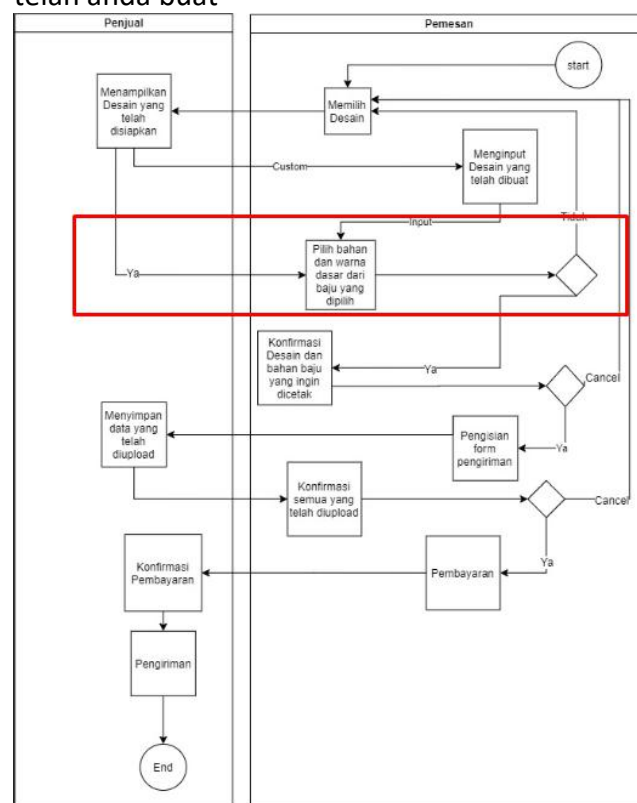 telah anda buat
Penjual
Pemesan
start
Menampilkan
Desain yang
telah
disiapkan
Memilih
Desain
Custom
Menginput
Desain yang
telah dibuat
Input
Tidak
Pilih bahan
dan warna
dasar dari
baju yang
dipilih
Ya
Konfirmasi
Desain dan
bahan baju
yang ingin
dicetak
Ya
Cancel
Menyimpan
data yang
telah
diupload
Pengisian
form
pengiriman
Ya
Konfirmasi
semua yang
telah diupload
Cancel
Ya
Konfirmasi
Pembayaran
Pembayaran
Pengiriman
End